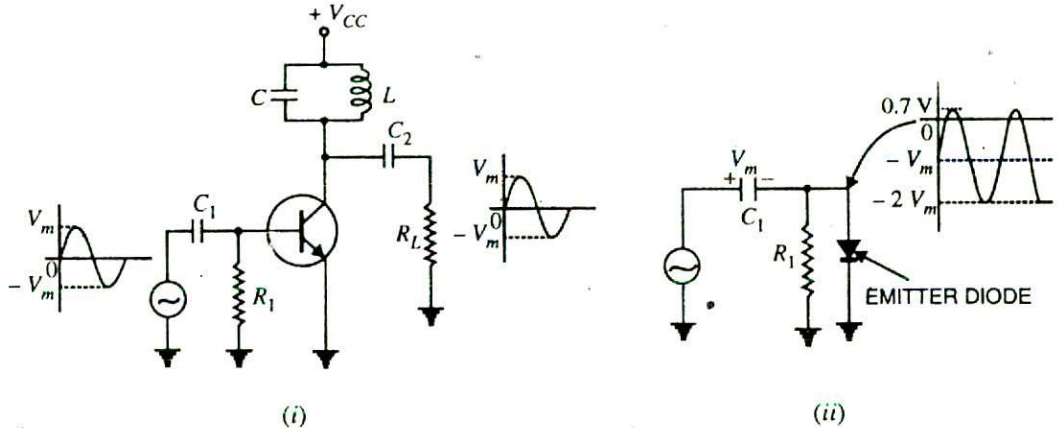 + V_CC
C
L
C_2
V_m
0
- V_m
C_1
V_m
0
- V_m
R_1
R_L
(i)
0.7 V
0
- V_m
- 2 V_m
V_m
+ -
C_1
R_1
EMITTER DIODE
(ii)